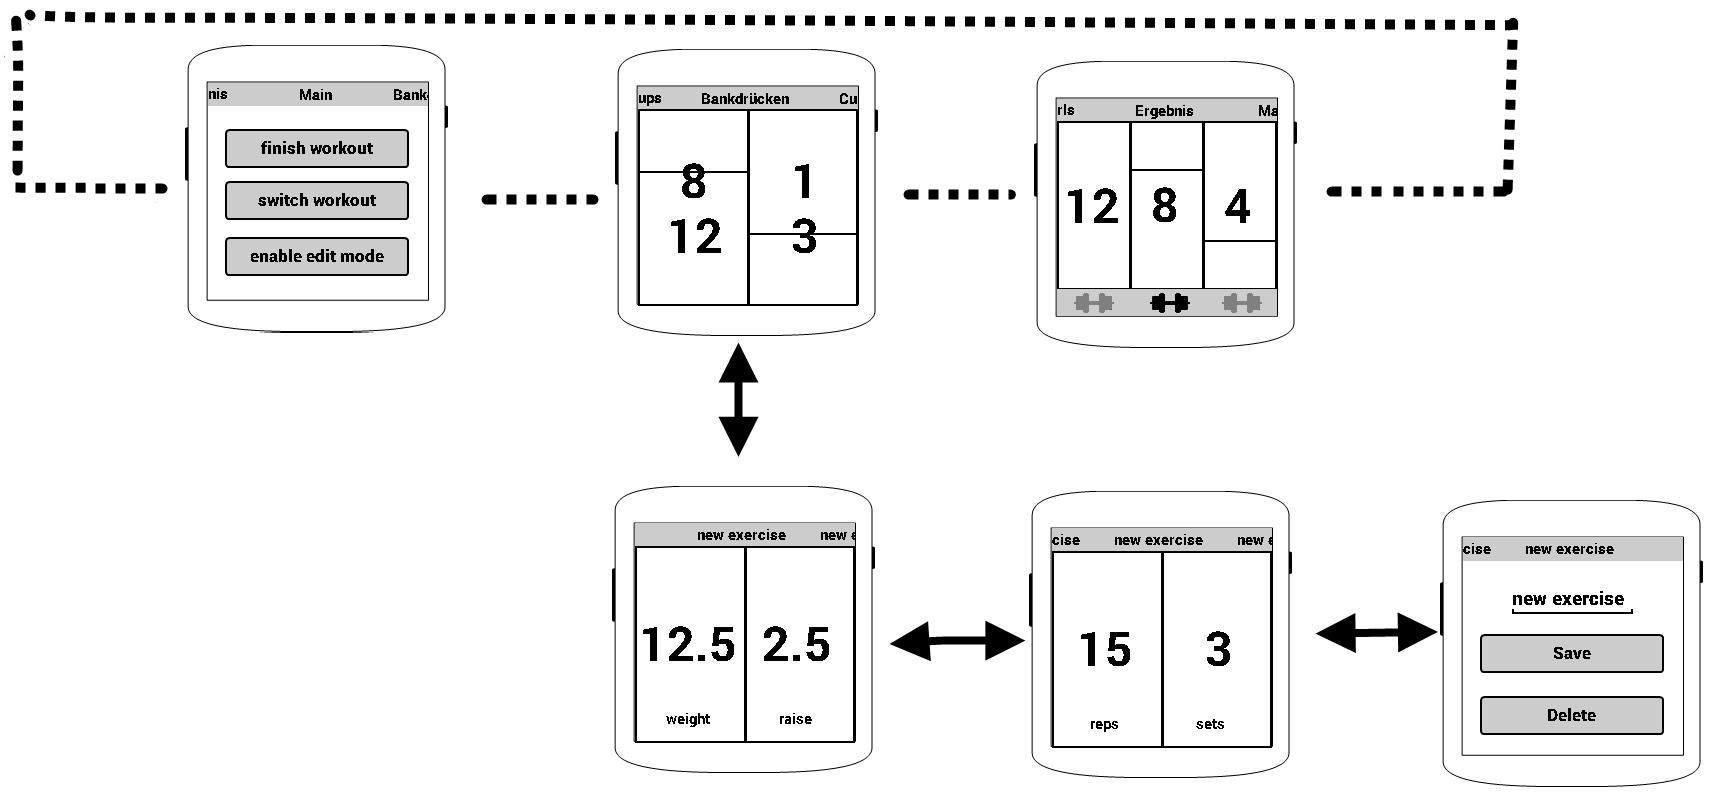 nis Main Bank
finish workout
switch workout
enable edit mode
ups Bankdrücken Cu
8 1
12 3
rls Ergebnis Ma
12 8 4
new exercise new e
12.5 2.5
weight raise
cise new exercise new e
15 3
reps sets
cise new exercise
new exercise
Save
Delete